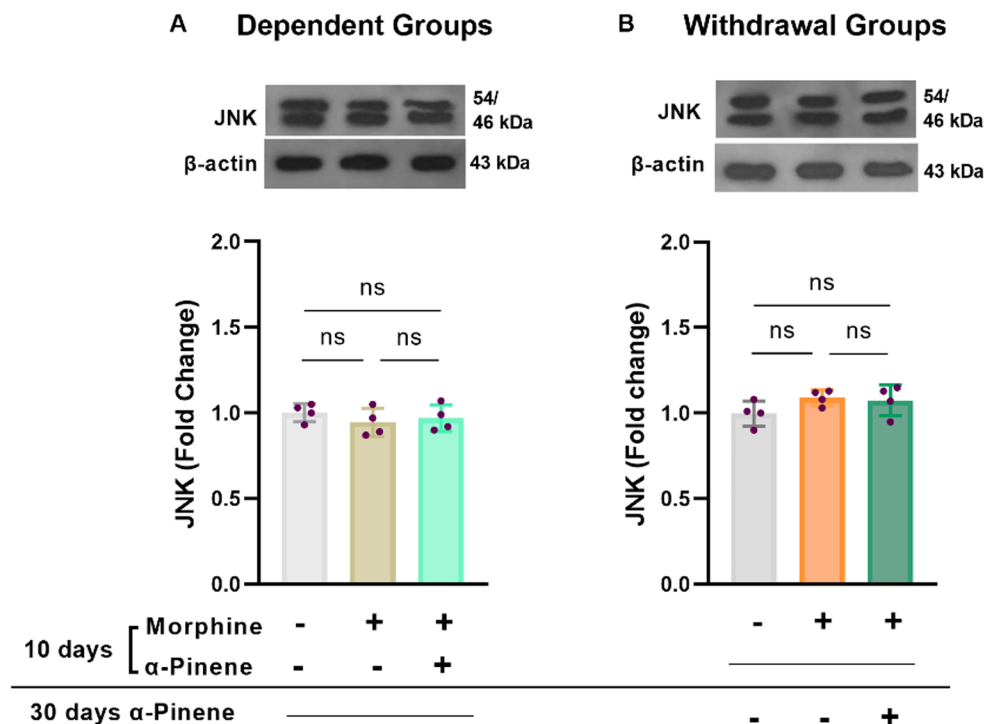 A Dependent Groups
JNK
54/
46 kDa
β-actin
43 kDa
JNK (Fold Change)
2.0
1.5
1.0
0.5
0.0
ns
ns ns
B Withdrawal Groups
JNK
54/
46 kDa
β-actin
43 kDa
JNK (Fold change)
2.0
1.5
1.0
0.5
0.0
ns
ns ns
10 days
Morphine - + + - + +
α-Pinene - - +
30 days α-Pinene - - +